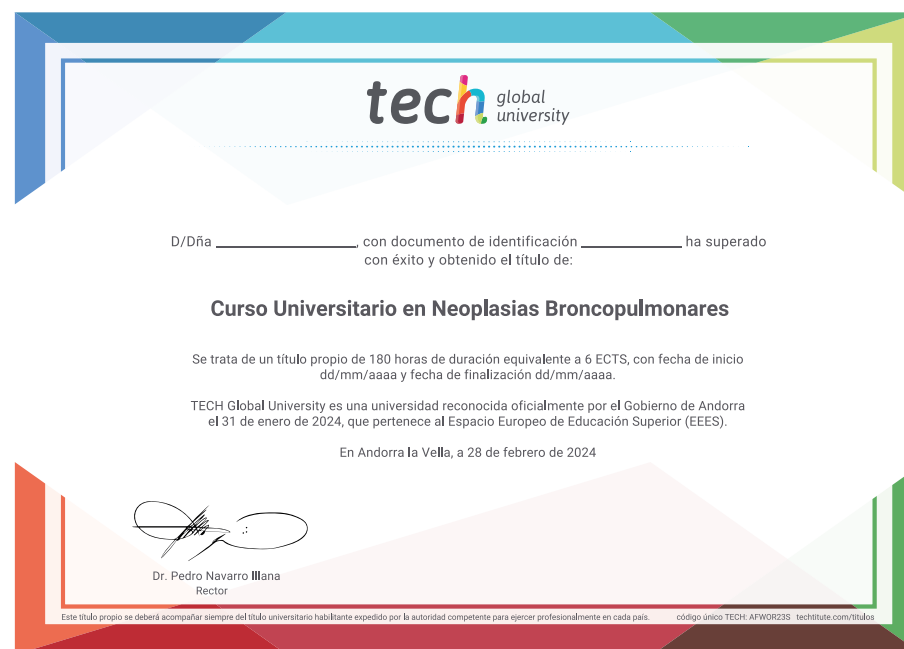 tech global university
D/Dña ____________________, con documento de identificación ______________ ha superado
con éxito y obtenido el título de:
Curso Universitario en Neoplasias Broncopulmonares
Se trata de un título propio de 180 horas de duración equivalente a 6 ECTS, con fecha de inicio
dd/mm/aaaa y fecha de finalización dd/mm/aaaa.
TECH Global University es una universidad reconocida oficialmente por el Gobierno de Andorra
el 31 de enero de 2024, que pertenece al Espacio Europeo de Educación Superior (EEES).
En Andorra la Vella, a 28 de febrero de 2024
Dr. Pedro Navarro Illana
Rector
Este título propio se deberá acompañar siempre del título universitario habilitante expedido por la autoridad competente para ejercer profesionalmente en cada país. código único TECH: AFWOR23S techtitute.com/titulos